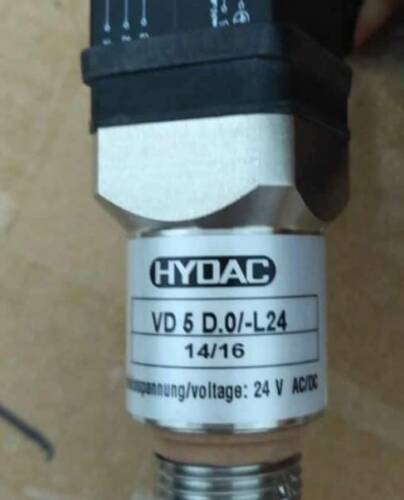 HYDAC
VD 5 D.0/-L24
14/16
spannung/voltage: 24 V AC/DC